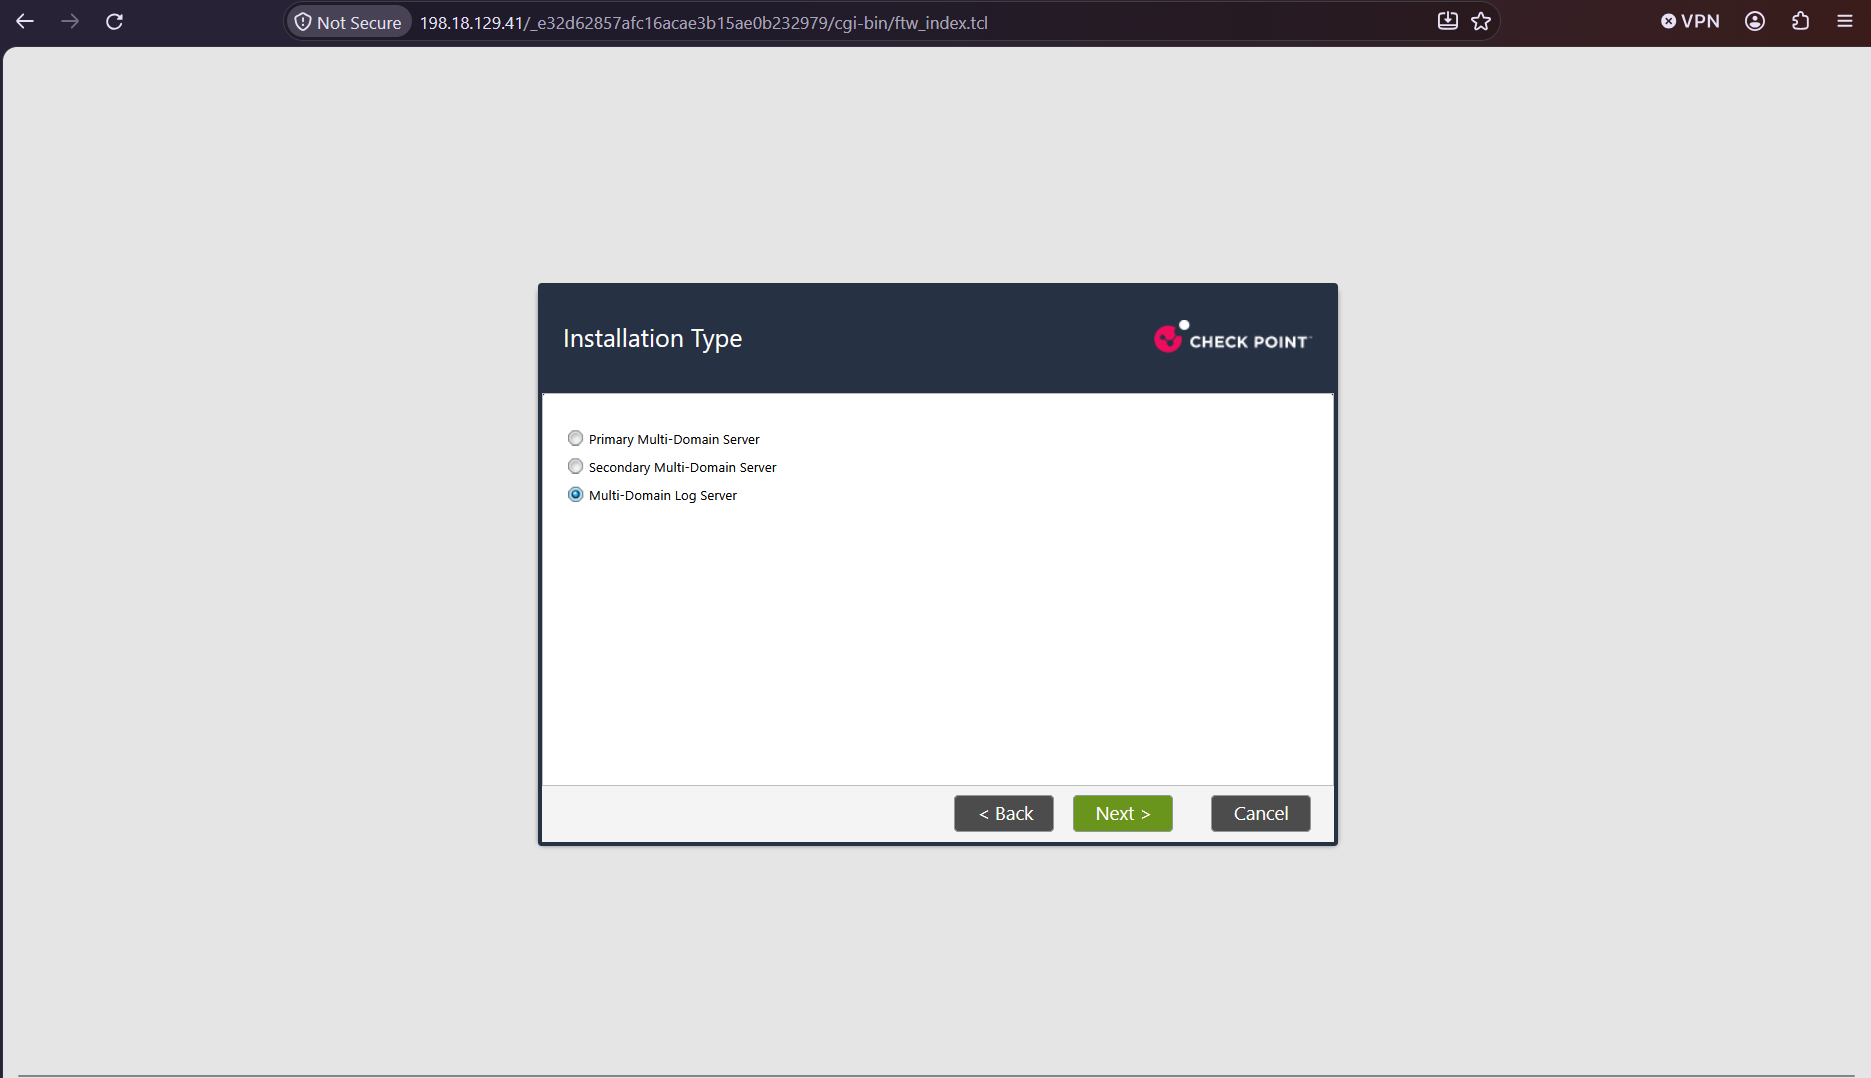 Not Secure 198.18.129.41/_e32d62857afc16acae3b15ae0b232979/cgi-bin/ftw_index.tcl VPN
Installation Type
CHECK POINT
Primary Multi-Domain Server
Secondary Multi-Domain Server
Multi-Domain Log Server
< Back Next > Cancel